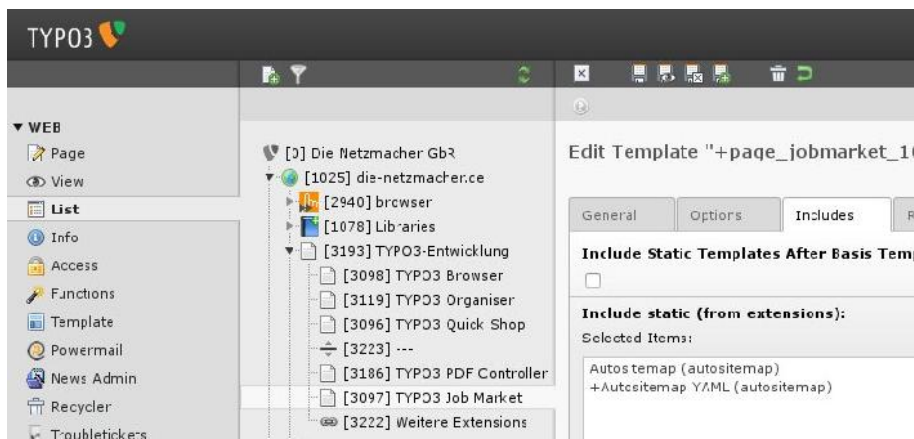 TYPO3
WEB
Page
View
List
Info
Access
Functions
Template
Powermail
News Admin
Recycler
Troubletickets
[0] Die Netzmacher GbR
[1025] die-netzmacher.de
[2940] browser
[1078] Libraries
[3193] TYPO3-Entwicklung
[3098] TYPO3 Browser
[3119] TYPO3 Organiser
[3096] TYPO3 Quick Shop
[3223] ---
[3186] TYPO3 PDF Controller
[3097] TYPO3 Job Market
[3222] Weitere Extensions
Edit Template "+page_jobmarket_1
General Options Includes R
Include Static Templates After Basis Temp
Include static (from extensions):
Selected Items:
Autositemap (autositemap)
+Autositemap YAML (autositemap)